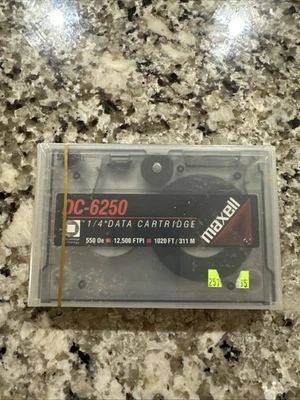 DC-6250
1/4" DATA CARTRIDGE
550 Oe ■ 12,500 FTPI ■ 1020 FT / 311 M
maxell